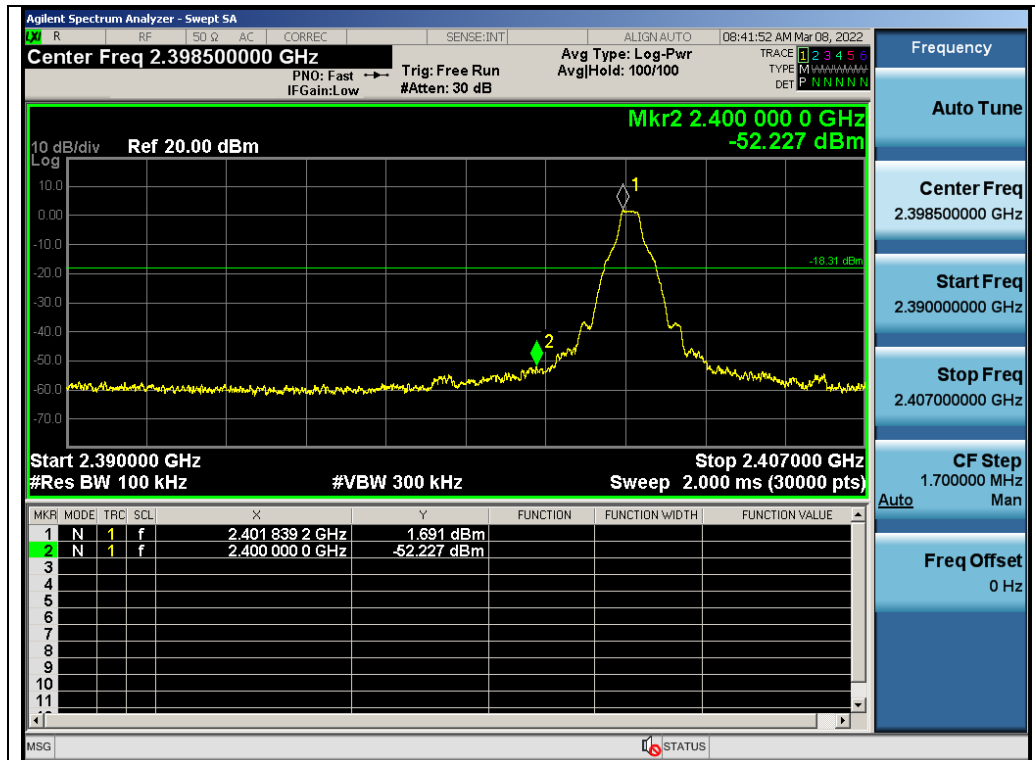 Agilent Spectrum Analyzer - Swept SA
LXI R RF 50 Ω AC CORREC SENSE:INT ALIGN AUTO 08:41:52 AM Mar 08, 2022
Center Freq 2.398500000 GHz
PNO: Fast
IFGain:Low
Trig: Free Run
#Atten: 30 dB
Avg Type: Log-Pwr
Avg|Hold: 100/100
TRACE 1 2 3 4 5 6
TYPE M WWWWW
DET P N N N N N
Mkr2 2.400 000 0 GHz
-52.227 dBm
10 dB/div Ref 20.00 dBm
Log
10.0
0.00
-10.0
-20.0
-30.0
-40.0
-50.0
-60.0
-70.0
1
2
-18.31 dBm
Start 2.390000 GHz Stop 2.407000 GHz
#Res BW 100 kHz #VBW 300 kHz Sweep 2.000 ms (30000 pts)
MKR MODE TRC SCL X Y FUNCTION FUNCTION WIDTH FUNCTION VALUE
1 N 1 f 2.401 839 2 GHz 1.691 dBm
2 N 1 f 2.400 000 0 GHz -52.227 dBm
3
4
5
6
7
8
9
10
11
MSG STATUS
Frequency
Auto Tune
Center Freq
2.398500000 GHz
Start Freq
2.390000000 GHz
Stop Freq
2.407000000 GHz
CF Step
1.700000 MHz
Auto Man
Freq Offset
0 Hz